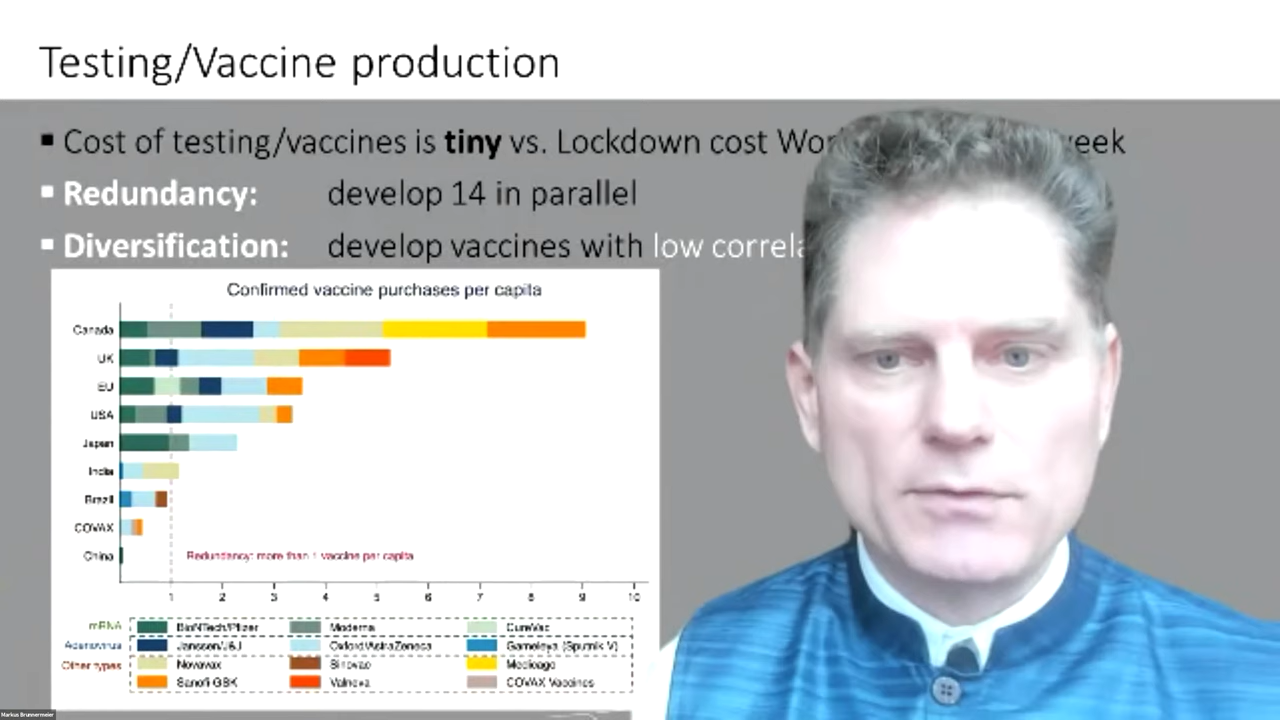 Testing/Vaccine production
▪ Cost of testing/vaccines is tiny vs. Lockdown cost week
▪ Redundancy: develop 14 in parallel
▪ Diversification: develop vaccines with low
Confirmed vaccine purchases per capita
Canada
UK
EU
USA
Japan
India
Brazil
COVAX
China Redundancy: more than 1 vaccine per capita
1 2 3 4 5 6 7 8 9 10
mRNA BioNTech/Pfizer Moderna CureVac
Adenovirus Janssen/J&J Oxford/AstraZeneca Gameleya (Sputnik V)
Other types Novavax Sinovac Medicago
Sanofi-GSK Valneva COVAX Vaccines
Markus Brunnermeier